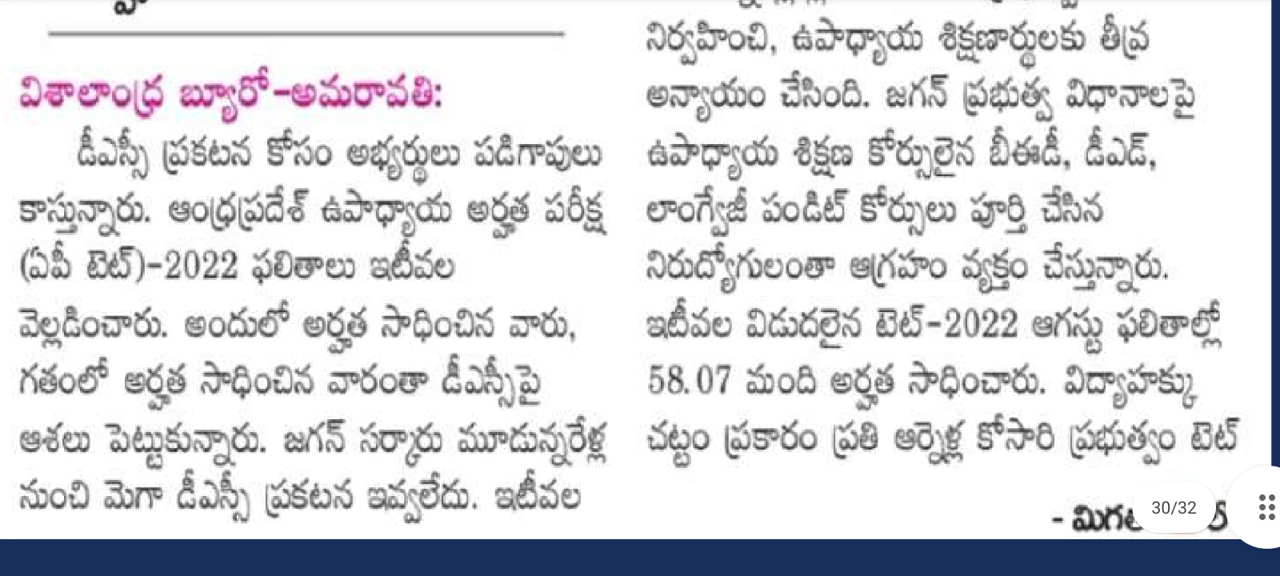 విశాలాంధ్ర బ్యూరో-అమరావతి:
డీఎస్సీ ప్రకటన కోసం అభ్యర్థులు పడిగాపులు
కాస్తున్నారు. ఆంధ్రప్రదేశ్ ఉపాధ్యాయ అర్హత పరీక్ష
(ఏపీ టెట్)-2022 ఫలితాలు ఇటీవల
వెల్లడించారు. అందులో అర్హత సాధించిన వారు,
గతంలో అర్హత సాధించిన వారంతా డీఎస్సీపై
ఆశలు పెట్టుకున్నారు. జగన్ సర్కారు మూడున్నరేళ్ల
నుంచి మెగా డీఎస్సీ ప్రకటన ఇవ్వలేదు. ఇటీవల
నిర్వహించి, ఉపాధ్యాయ శిక్షణార్థులకు తీవ్ర
అన్యాయం చేసింది. జగన్ ప్రభుత్వ విధానాలపై
ఉపాధ్యాయ శిక్షణ కోర్సులైన బీఈడీ, డీఎడ్,
లాంగ్వేజీ పండిట్ కోర్సులు పూర్తి చేసిన
నిరుద్యోగులంతా ఆగ్రహం వ్యక్తం చేస్తున్నారు.
ఇటీవల విడుదలైన టెట్-2022 ఆగస్టు ఫలితాల్లో
58.07 మంది అర్హత సాధించారు. విద్యాహక్కు
చట్టం ప్రకారం ప్రతి ఆర్నెళ్ల కోసారి ప్రభుత్వం టెట్
30/32